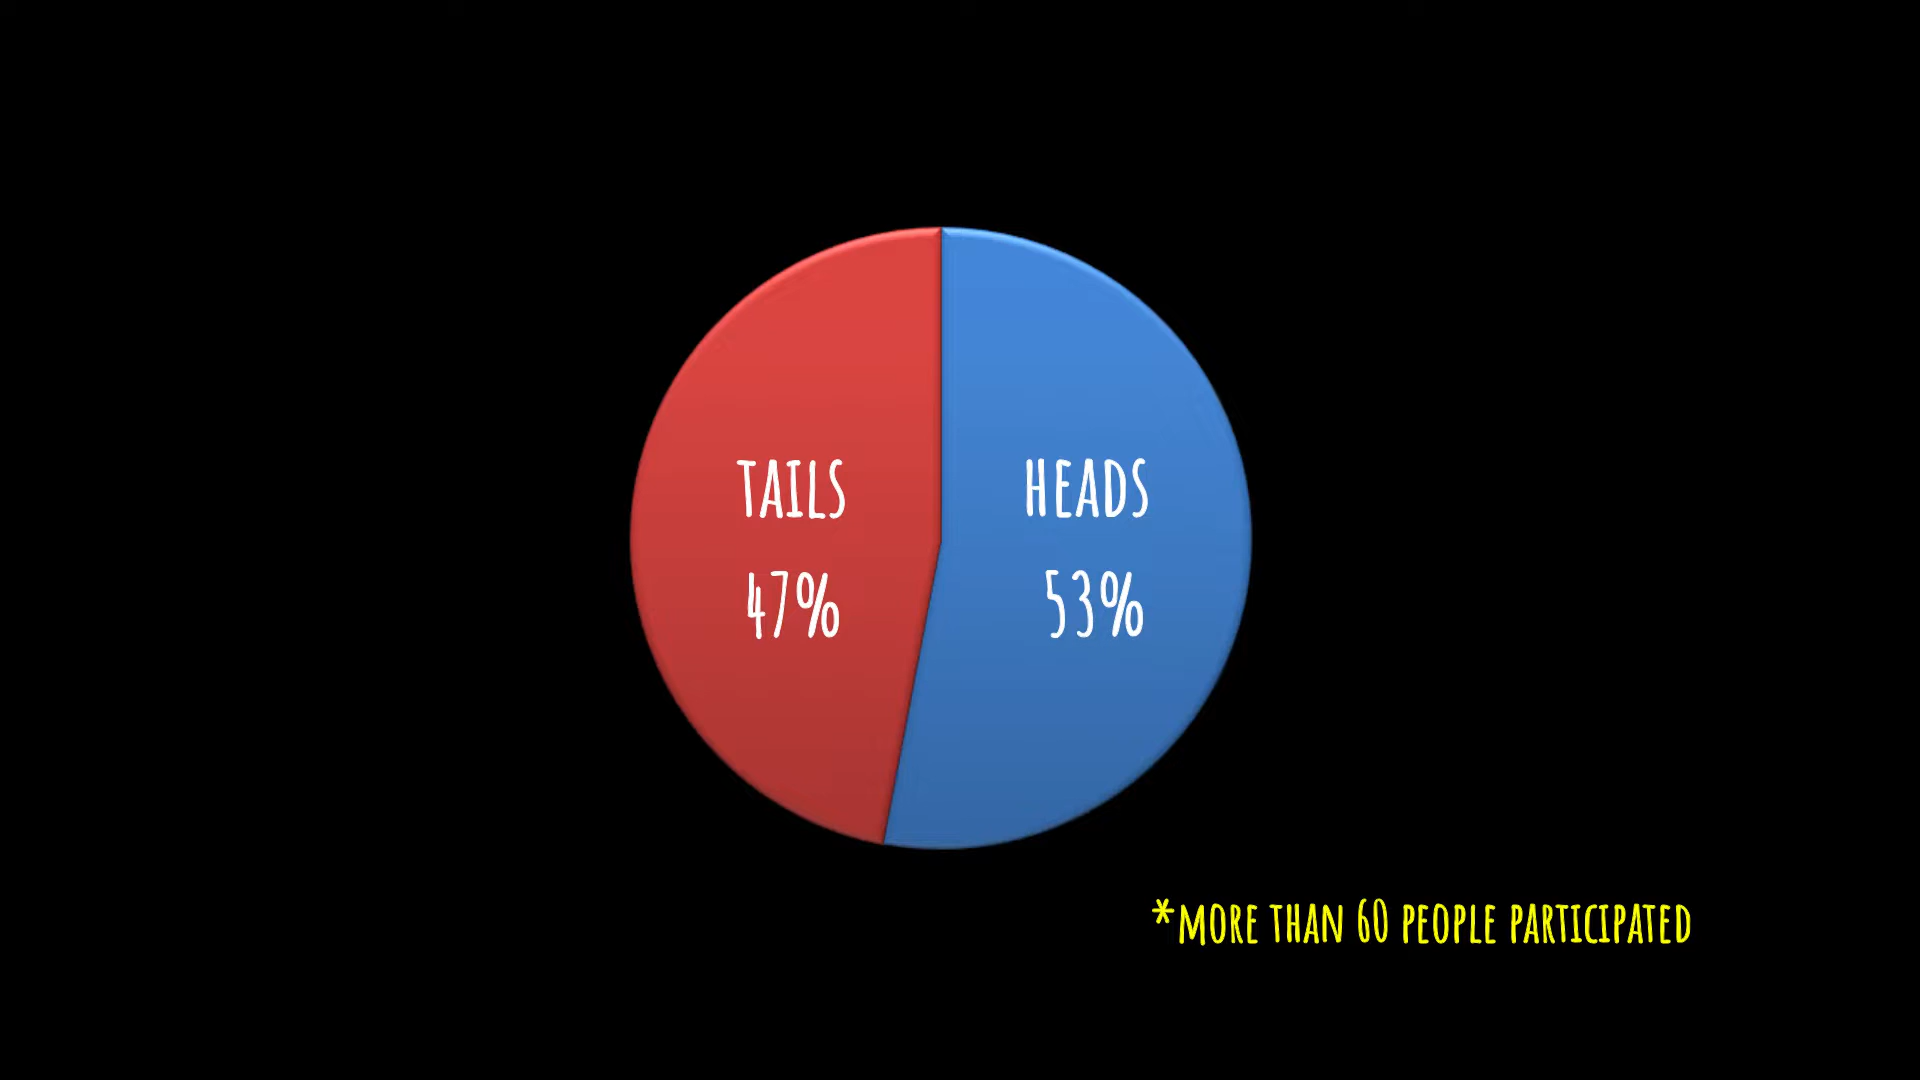 TAILS
47%
HEADS
53%
*MORE THAN 60 PEOPLE PARTICIPATED